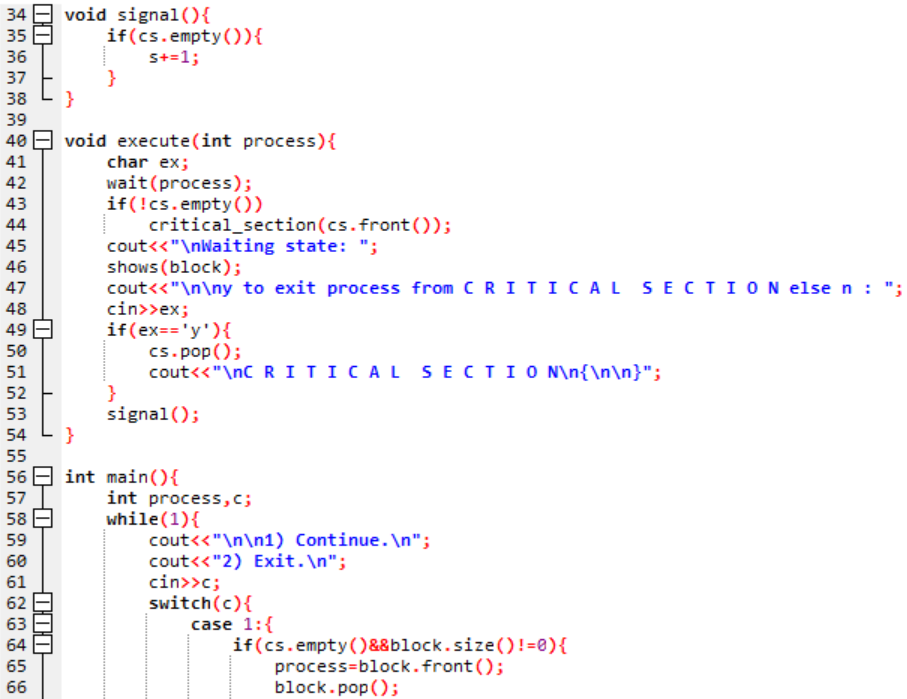 34 void signal(){
35     if(cs.empty()){
36         s+=1;
37     }
38 }
39
40 void execute(int process){
41     char ex;
42     wait(process);
43     if(!cs.empty())
44         critical_section(cs.front());
45     cout<<"\nWaiting state: ";
46     shows(block);
47     cout<<"\n\ny to exit process from C R I T I C A L  S E C T I O N else n : ";
48     cin>>ex;
49     if(ex=='y'){
50         cs.pop();
51         cout<<"\nC R I T I C A L  S E C T I O N\n{\n\n}";
52     }
53     signal();
54 }
55
56 int main(){
57     int process,c;
58     while(1){
59         cout<<"\n\n1) Continue.\n";
60         cout<<"2) Exit.\n";
61         cin>>c;
62         switch(c){
63             case 1:{
64                 if(cs.empty()&&block.size()!=0){
65                     process=block.front();
66                     block.pop();